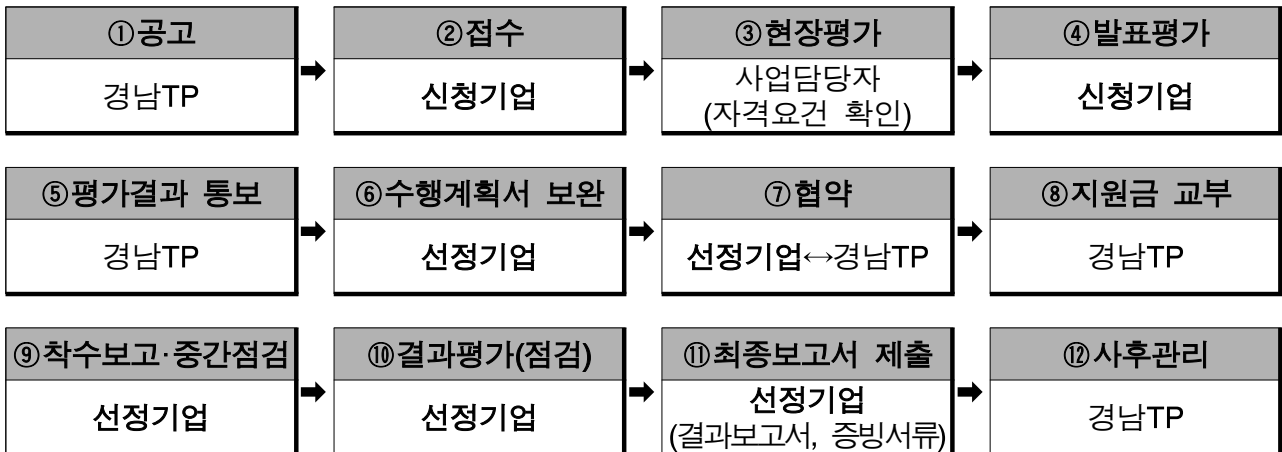 ①공고 ②접수 ③현장평가 ④발표평가
경남TP 신청기업 사업담당자 신청기업
(자격요건 확인)
⑤평가결과 통보 ⑥수행계획서 보완 ⑦협약 ⑧지원금 교부
경남TP 선정기업 선정기업↔경남TP 경남TP
⑨착수보고·중간점검 ⑩결과평가(점검) ⑪최종보고서 제출 ⑫사후관리
선정기업 선정기업 선정기업 경남TP
(결과보고서, 증빙서류)